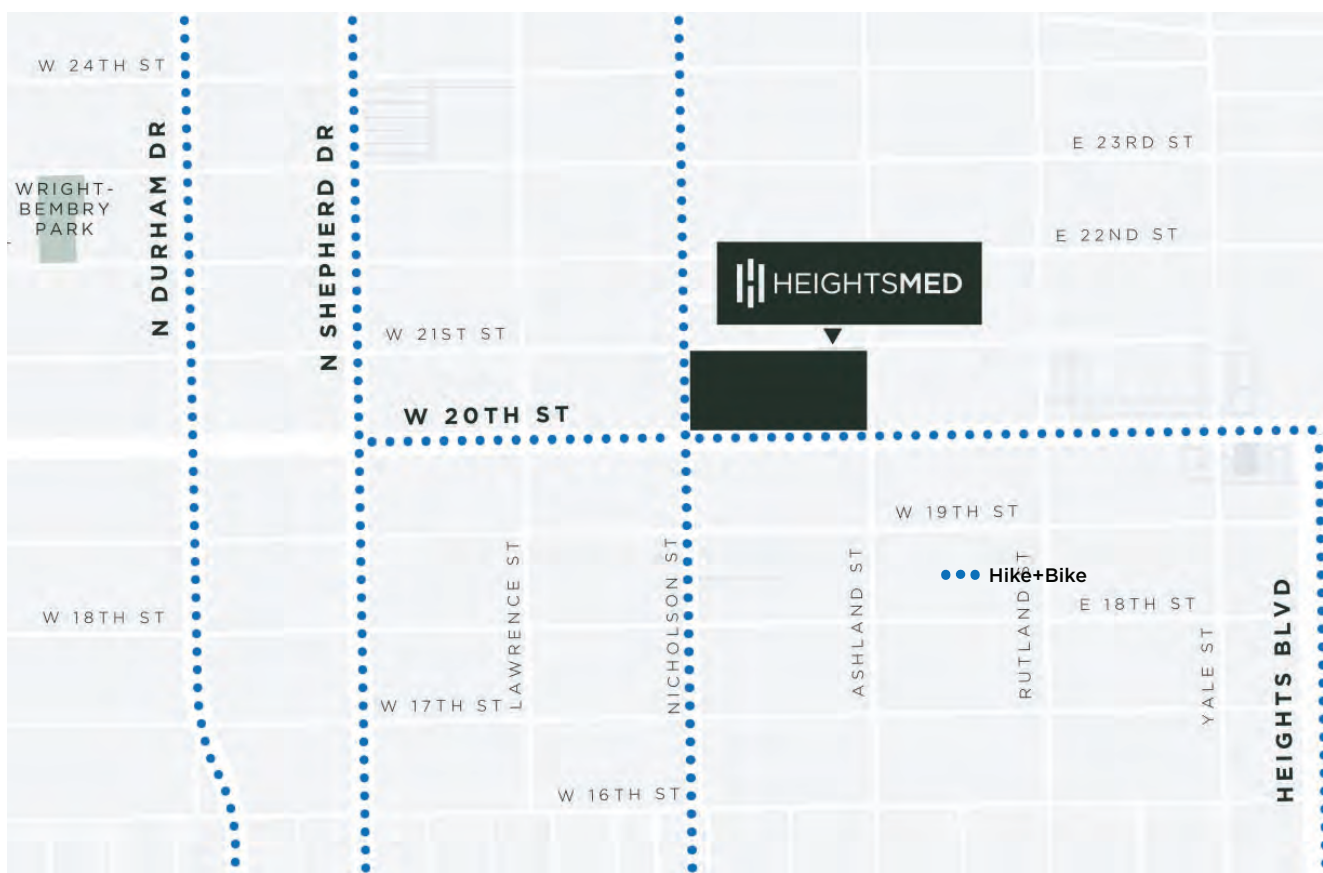 W 24TH ST
N DURHAM DR
N SHEPHERD DR
E 23RD ST
WRIGHT-
BEMBRY
PARK
E 22ND ST
HEIGHTSMED
W 21ST ST
W 20TH ST
W 19TH ST
LAWRENCE ST
NICHOLSON ST
ASHLAND ST
RUTLAND ST
Hike+Bike
E 18TH ST
W 18TH ST
YALE ST
HEIGHTS BLVD
W 17TH ST
W 16TH ST